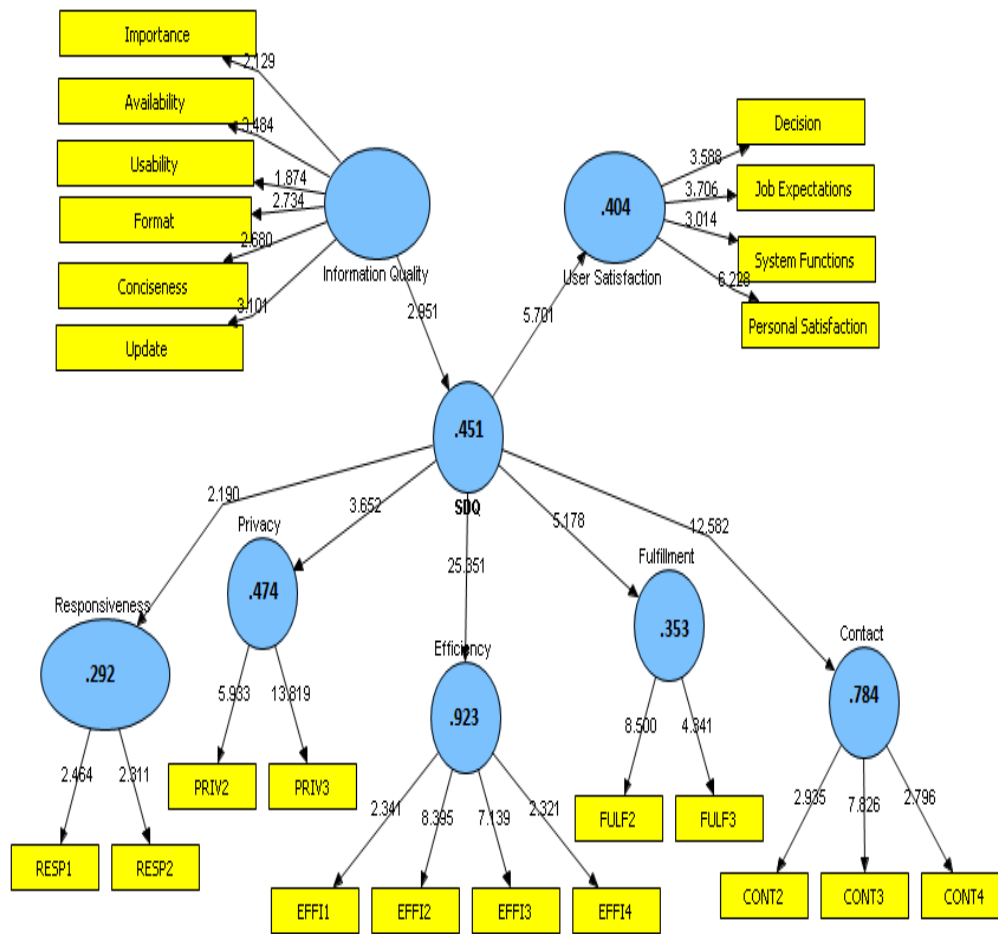 Importance
2.129
Availability
3.484
Usability
1.874
Format
2.734
Conciseness
2.680
Update
3.101
Information Quality
2.951
.404
User Satisfaction
5.701
Decision
3.588
Job Expectations
3.706
System Functions
3.014
Personal Satisfaction
6.228
.451
SDQ
2.190
3.652
25.351
5.178
12.582
Responsiveness
.292
2.464
2.311
RESP1
RESP2
Privacy
.474
5.933
13.819
PRIV2
PRIV3
Efficiency
.923
2.341
8.395
7.139
2.321
EFFI1
EFFI2
EFFI3
EFFI4
Fulfillment
.353
8.500
4.341
FULF2
FULF3
Contact
.784
2.935
7.826
2.796
CONT2
CONT3
CONT4